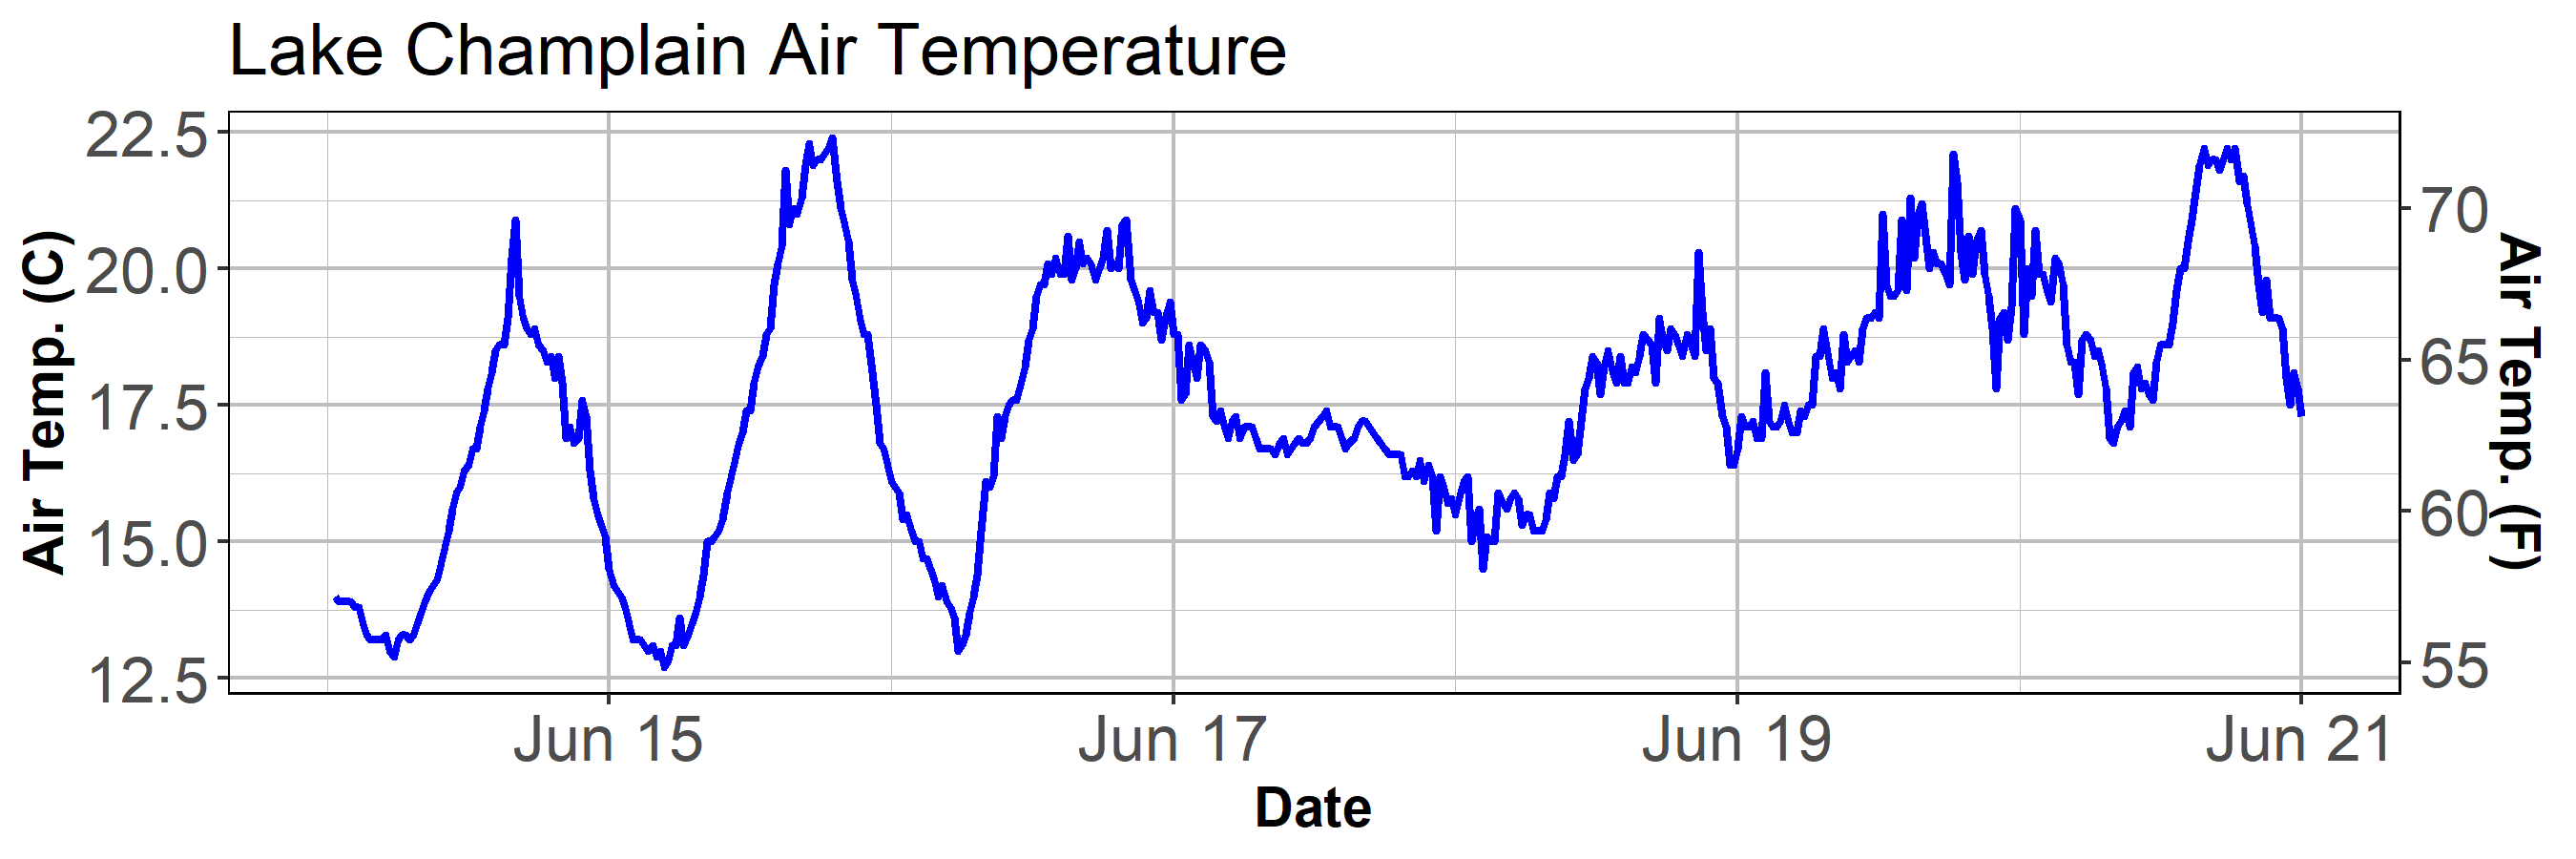 Lake Champlain Air Temperature
Air Temp. (C)
22.5
20.0
17.5
15.0
12.5
70
65
60
55
Air Temp. (F)
Jun 15 Jun 17 Jun 19 Jun 21
Date